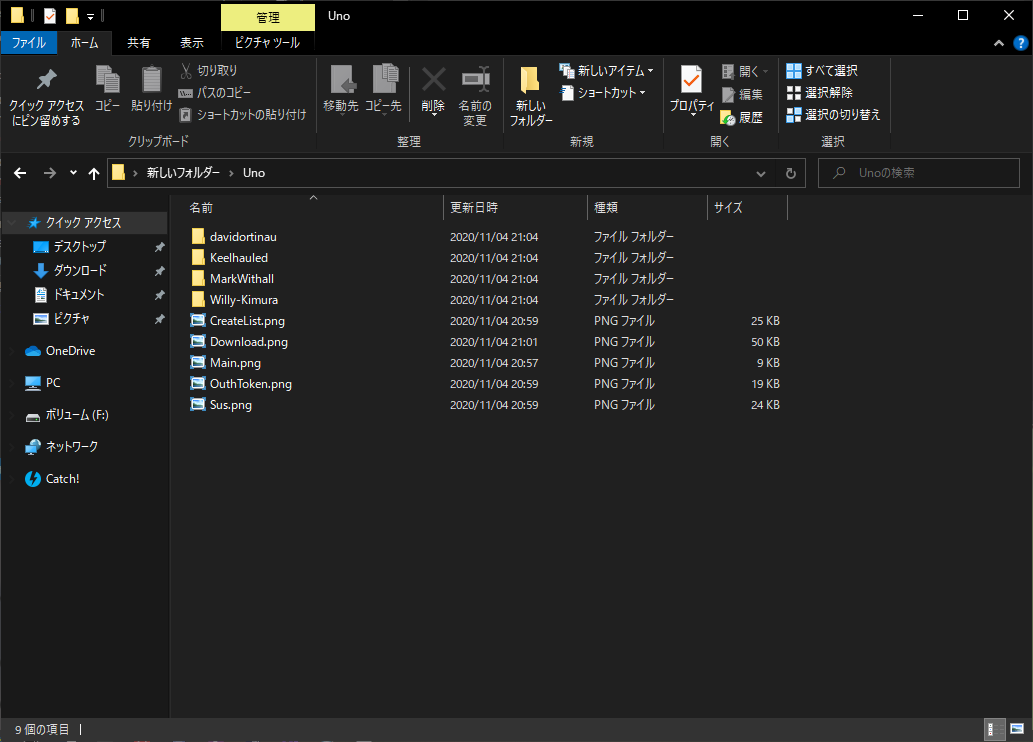 管理
Uno
ファイル
ホーム
共有
表示
ピクチャ ツール
?
クイック アクセス
にピン留めする
コピー
貼り付け
切り取り
パスのコピー
ショートカットの貼り付け
クリップボード
移動先
コピー先
削除
名前の
変更
整理
新しい
フォルダー
新しいアイテム
ショートカット
新規
プロパティ
開く
編集
履歴
開く
すべて選択
選択解除
選択の切り替え
選択
新しいフォルダー › Uno
Unoの検索
名前 更新日時 種類 サイズ
davidortinau 2020/11/04 21:04 ファイル フォルダー
Keelhauled 2020/11/04 21:04 ファイル フォルダー
MarkWithall 2020/11/04 21:04 ファイル フォルダー
Willy-Kimura 2020/11/04 21:04 ファイル フォルダー
CreateList.png 2020/11/04 20:59 PNG ファイル 25 KB
Download.png 2020/11/04 21:01 PNG ファイル 50 KB
Main.png 2020/11/04 20:57 PNG ファイル 9 KB
OuthToken.png 2020/11/04 20:59 PNG ファイル 19 KB
Sus.png 2020/11/04 20:59 PNG ファイル 24 KB
クイック アクセス
デスクトップ
ダウンロード
ドキュメント
ピクチャ
OneDrive
PC
ボリューム (F:)
ネットワーク
Catch!
9 個の項目